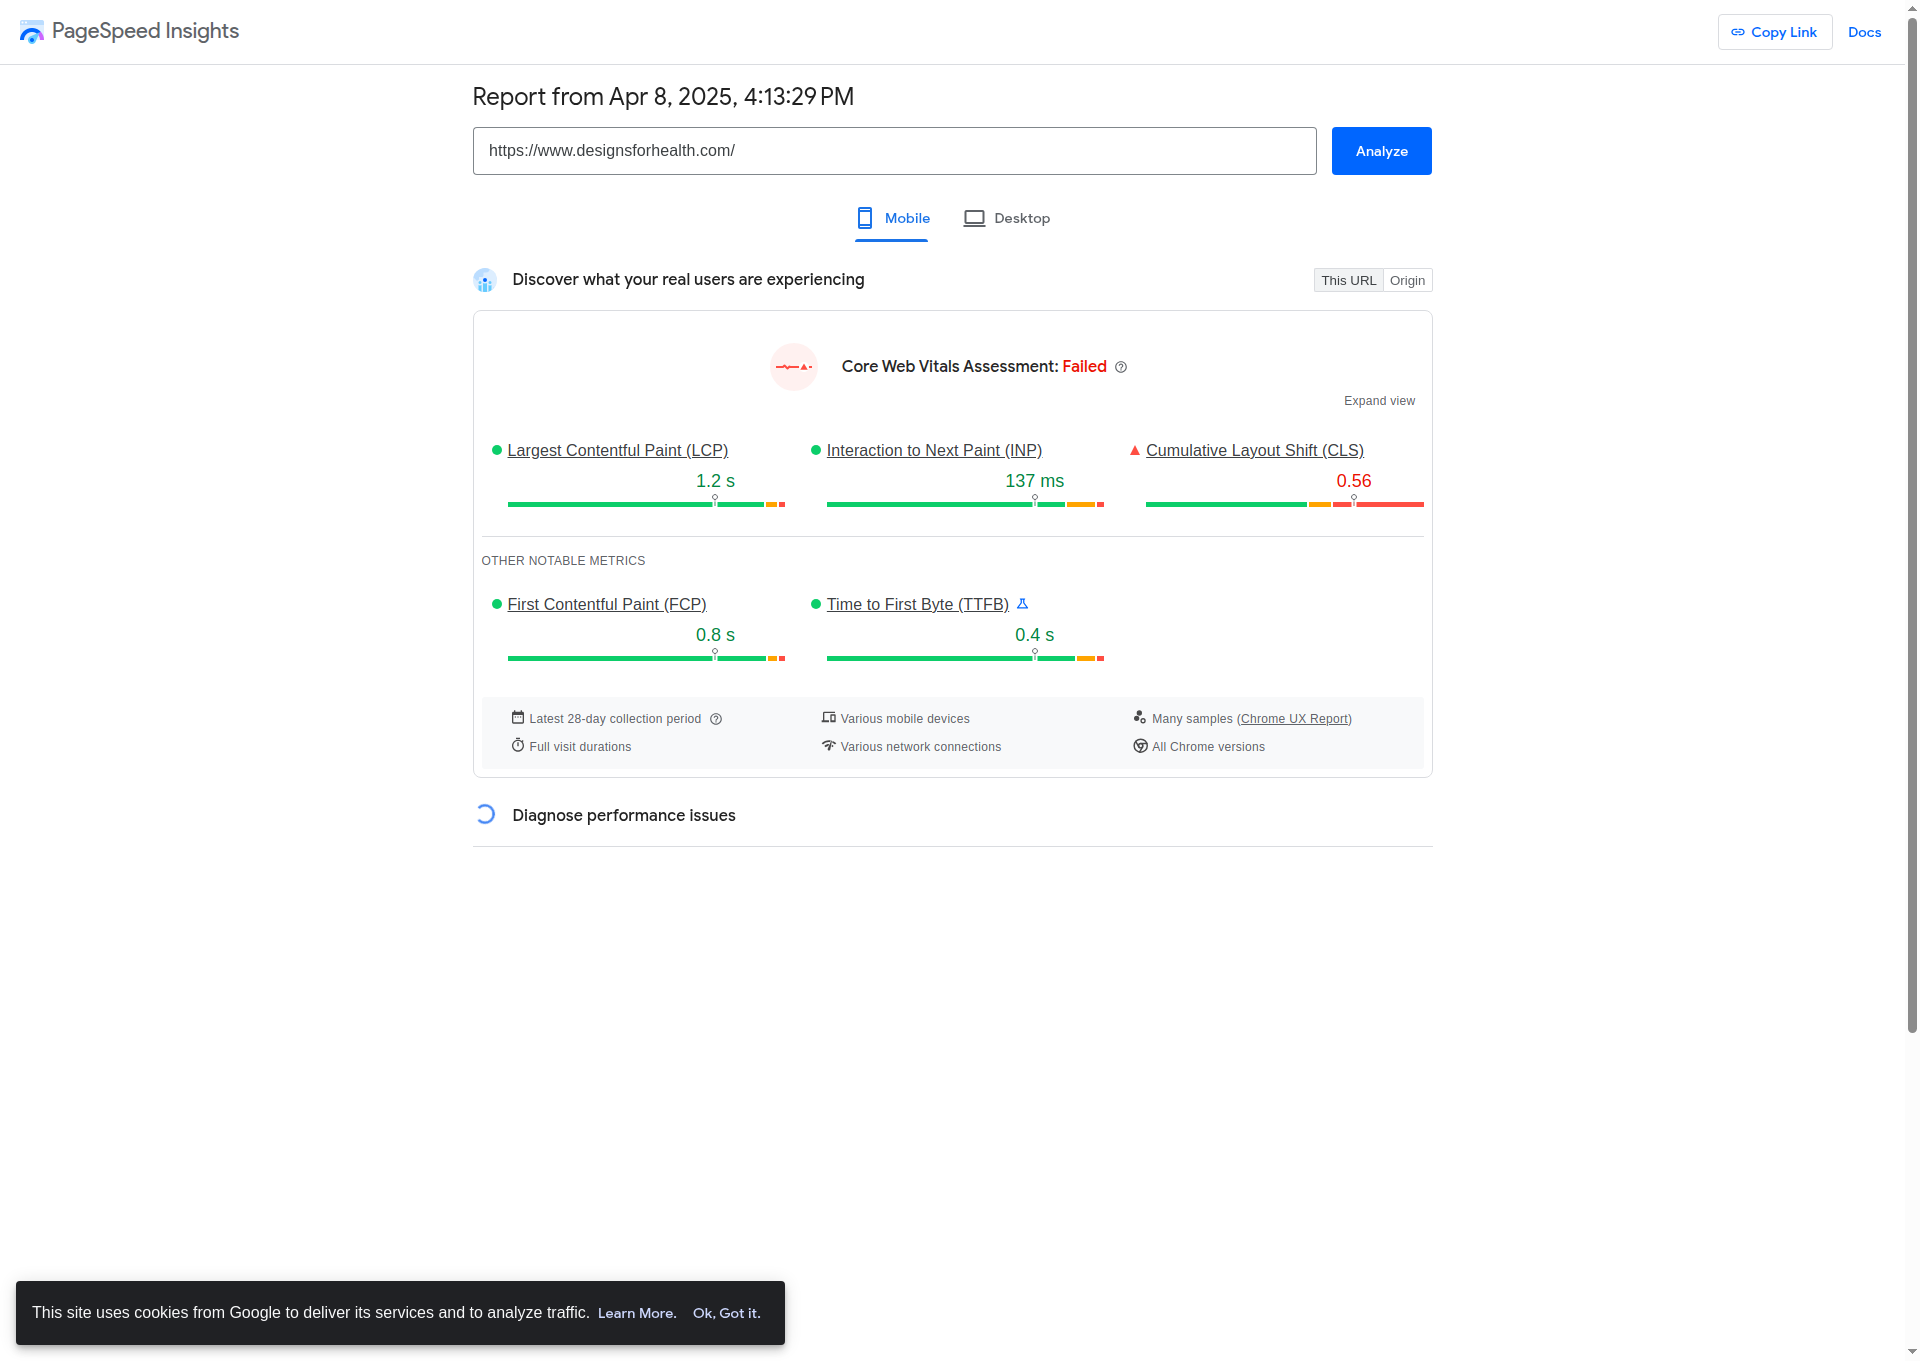 PageSpeed Insights
Copy Link
Docs
Report from Apr 8, 2025, 4:13:29 PM
https://www.designsforhealth.com/
Analyze
Mobile
Desktop
Discover what your real users are experiencing
This URL
Origin
Core Web Vitals Assessment: Failed
Expand view
Largest Contentful Paint (LCP)
1.2 s
Interaction to Next Paint (INP)
137 ms
Cumulative Layout Shift (CLS)
0.56
OTHER NOTABLE METRICS
First Contentful Paint (FCP)
0.8 s
Time to First Byte (TTFB)
0.4 s
Latest 28-day collection period
Various mobile devices
Many samples (Chrome UX Report)
Full visit durations
Various network connections
All Chrome versions
Diagnose performance issues
This site uses cookies from Google to deliver its services and to analyze traffic. Learn More. Ok, Got it.